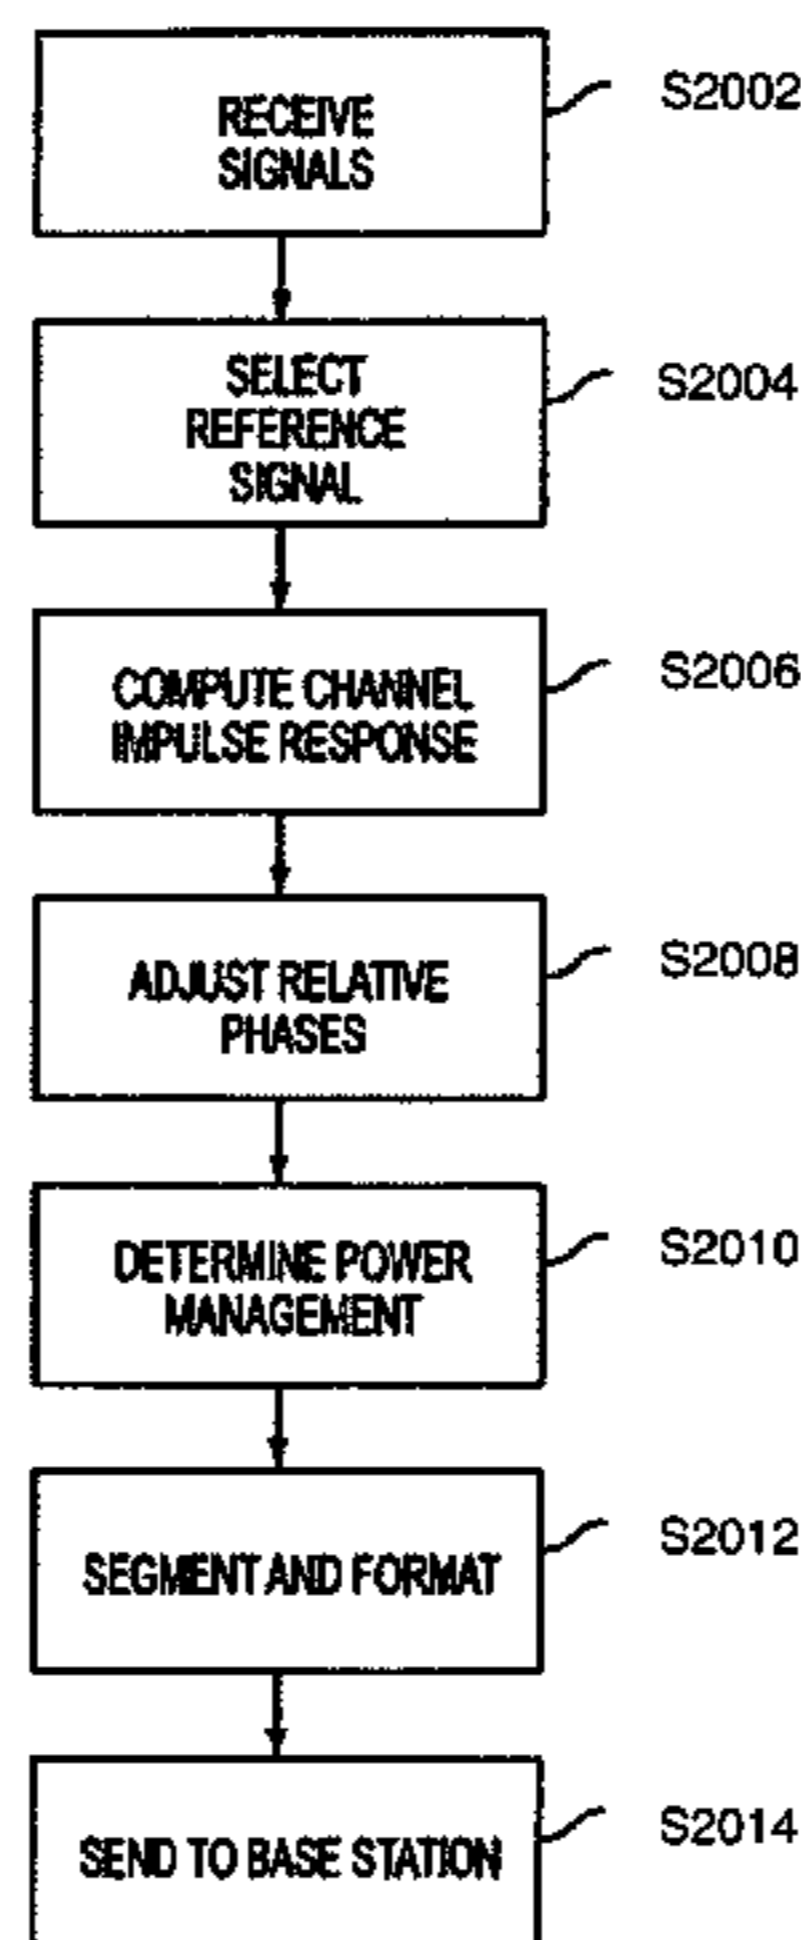 RECEIVE
SIGNALS
S2002
SELECT
REFERENCE
SIGNAL
S2004
COMPUTE CHANNEL
IMPULSE RESPONSE
S2006
ADJUST RELATIVE
PHASES
S2008
DETERMINE POWER
MANAGEMENT
S2010
SEGMENT AND FORMAT
S2012
SEND TO BASE STATION
S2014